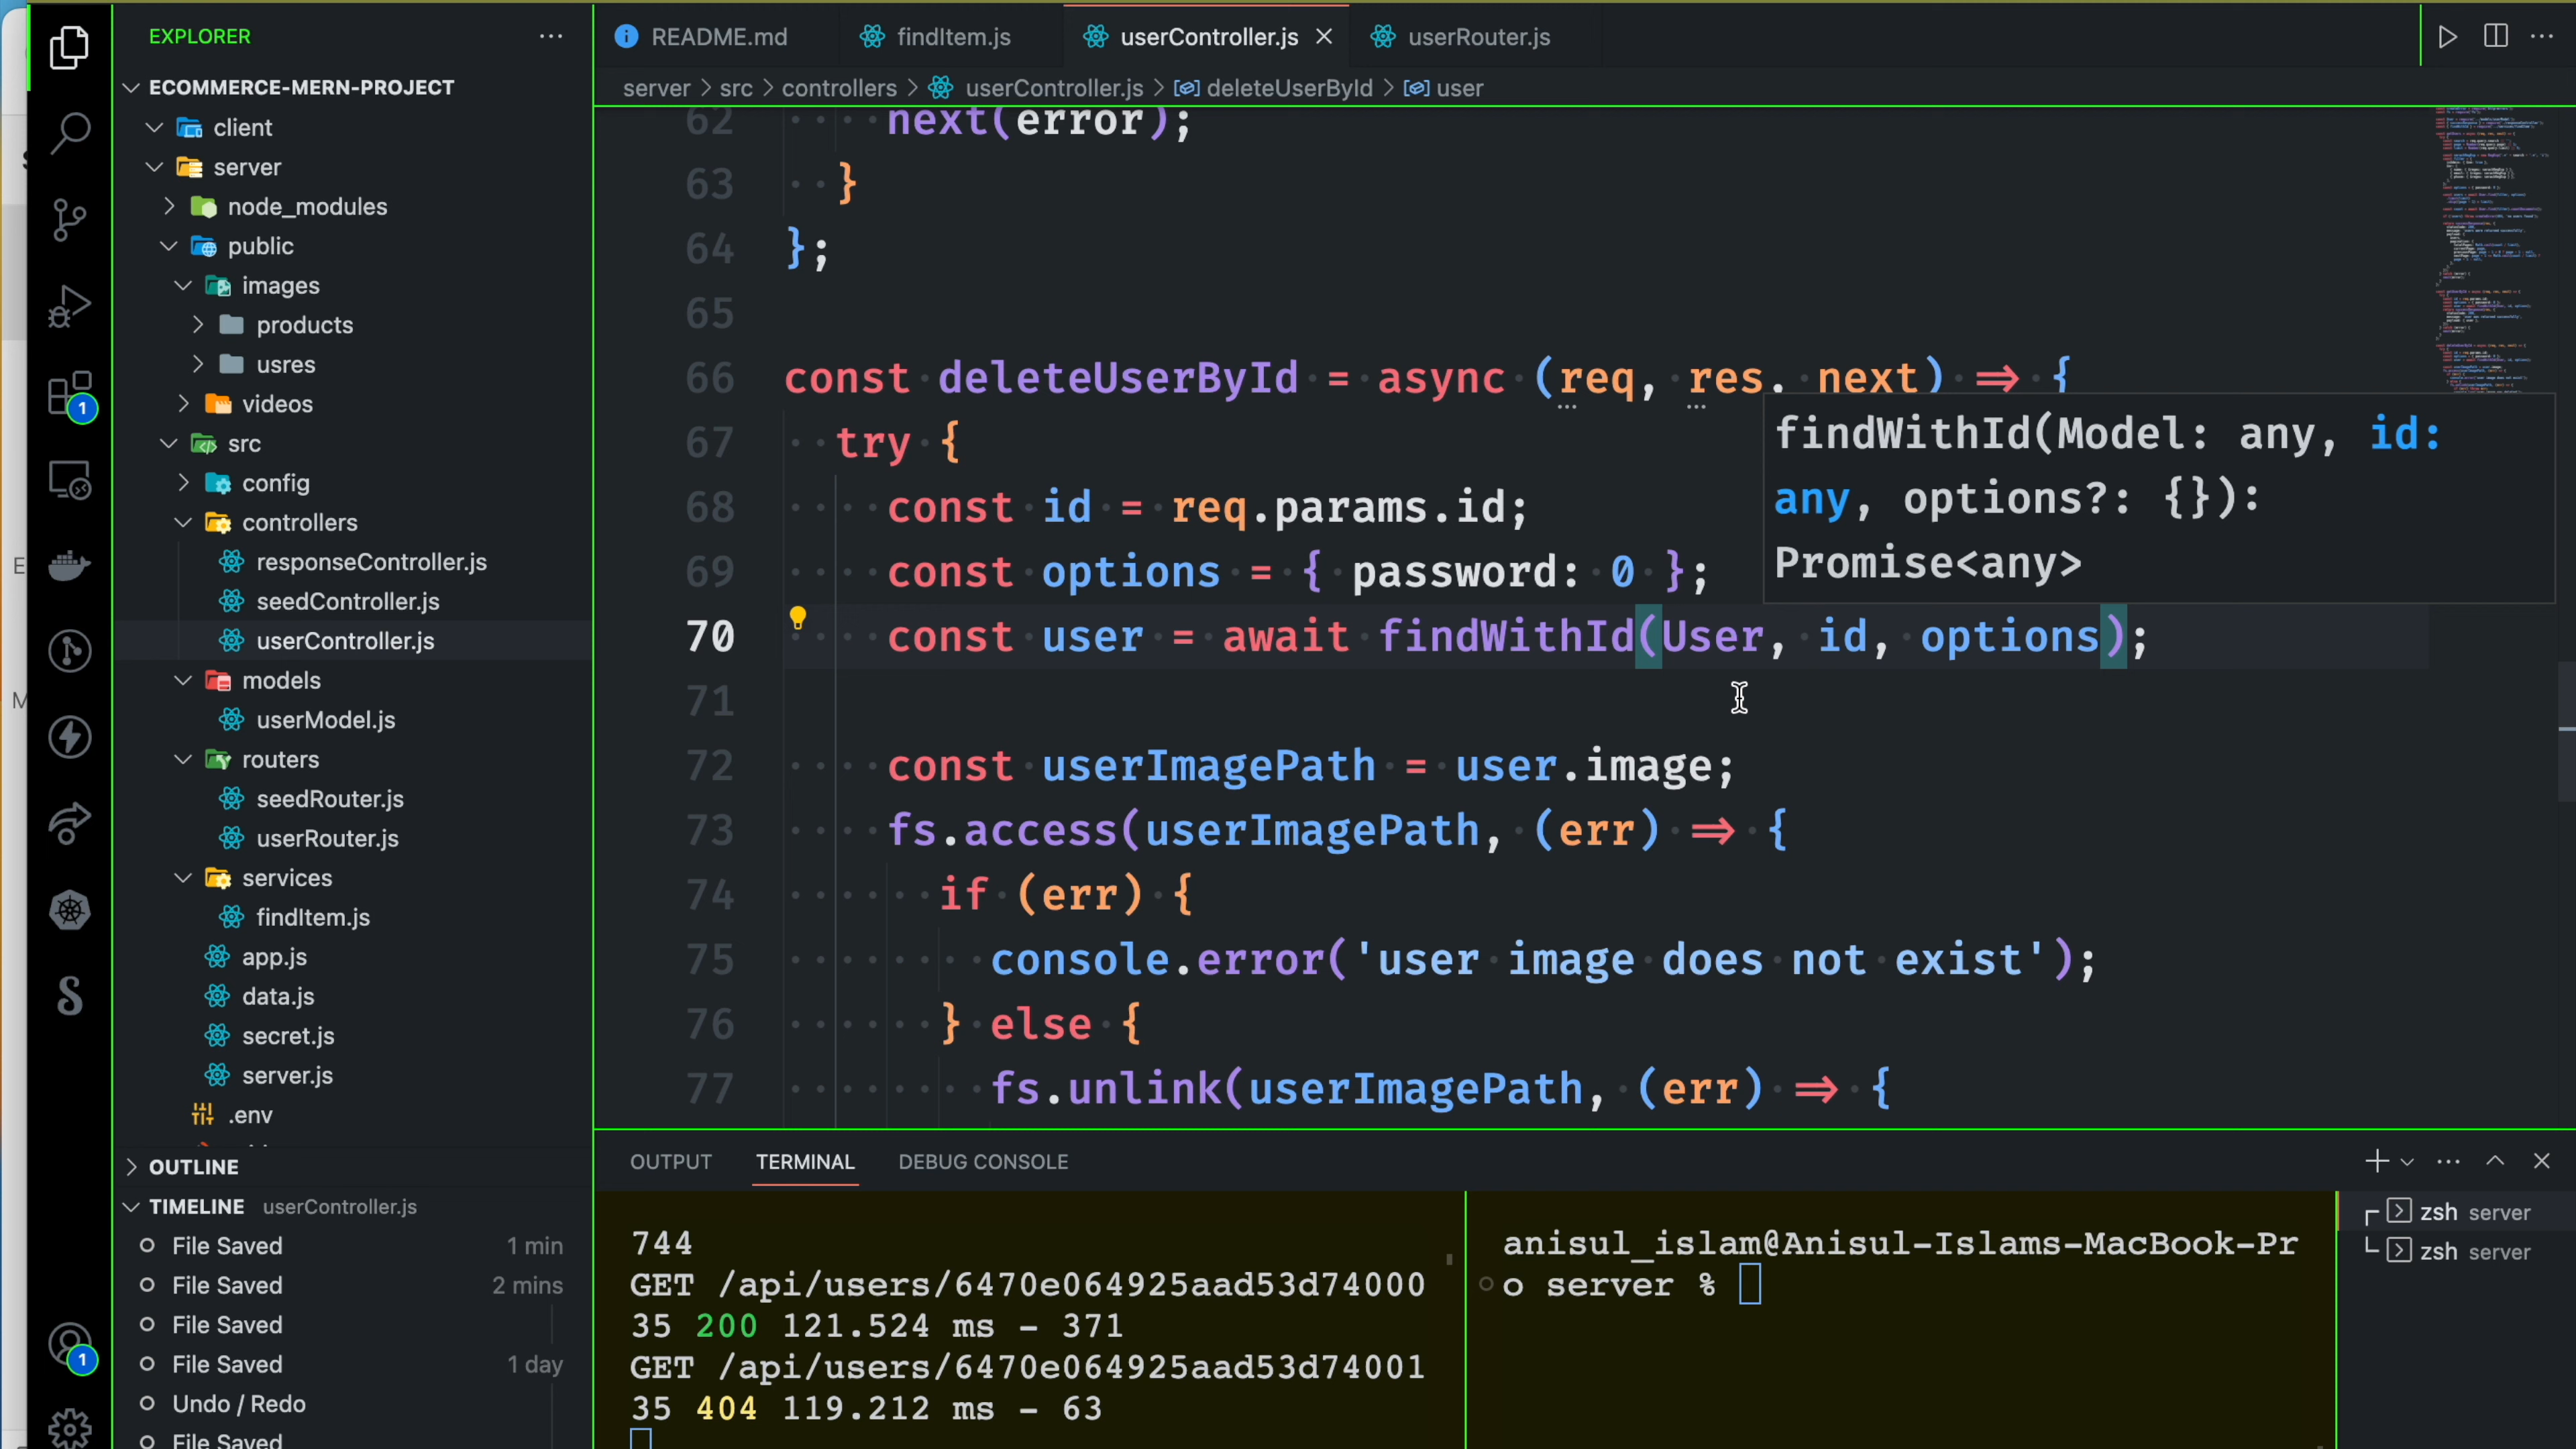 EXPLORER
ECOMMERCE-MERN-PROJECT
client
server
node_modules
public
images
products
usres
videos
src
config
controllers
responseController.js
seedController.js
userController.js
models
userModel.js
routers
seedRouter.js
userRouter.js
services
findItem.js
app.js
data.js
secret.js
server.js
.env
OUTLINE
TIMELINE userController.js
File Saved 1 min
File Saved 2 mins
File Saved
File Saved 1 day
Undo / Redo
File Saved
1
1
README.md findItem.js userController.js userRouter.js
server > src > controllers > userController.js > deleteUserById > user
62 next(error);
63 }
64 };
65
66 const deleteUserById = async (req, res, next) => {
67 try {
68 const id = req.params.id;
69 const options = { password: 0 };
70 const user = await findWithId(User, id, options);
71
72 const userImagePath = user.image;
73 fs.access(userImagePath, (err) => {
74 if (err) {
75 console.error('user image does not exist');
76 } else {
77 fs.unlink(userImagePath, (err) => {
findWithId(Model: any, id:
any, options?: {}):
Promise<any>
OUTPUT TERMINAL DEBUG CONSOLE
744
GET /api/users/6470e064925aad53d74000
35 200 121.524 ms - 371
GET /api/users/6470e064925aad53d74001
35 404 119.212 ms - 63
anisul_islam@Anisul-Islams-MacBook-Pr
o server %
zsh server
zsh server